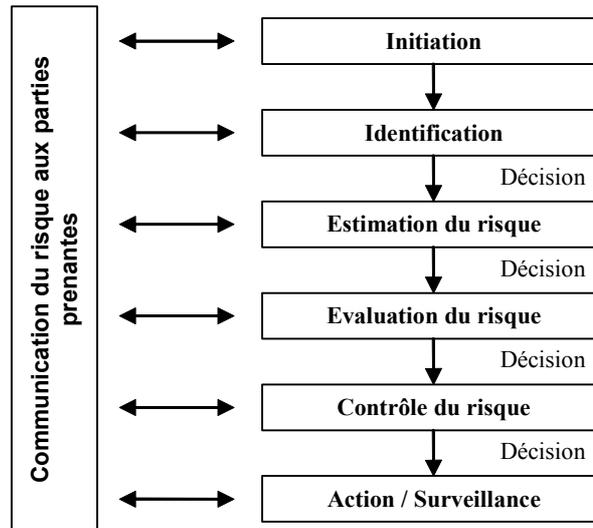 Communication du risque aux parties
prenantes
Initiation
Identification
Décision
Estimation du risque
Décision
Evaluation du risque
Décision
Contrôle du risque
Décision
Action / Surveillance